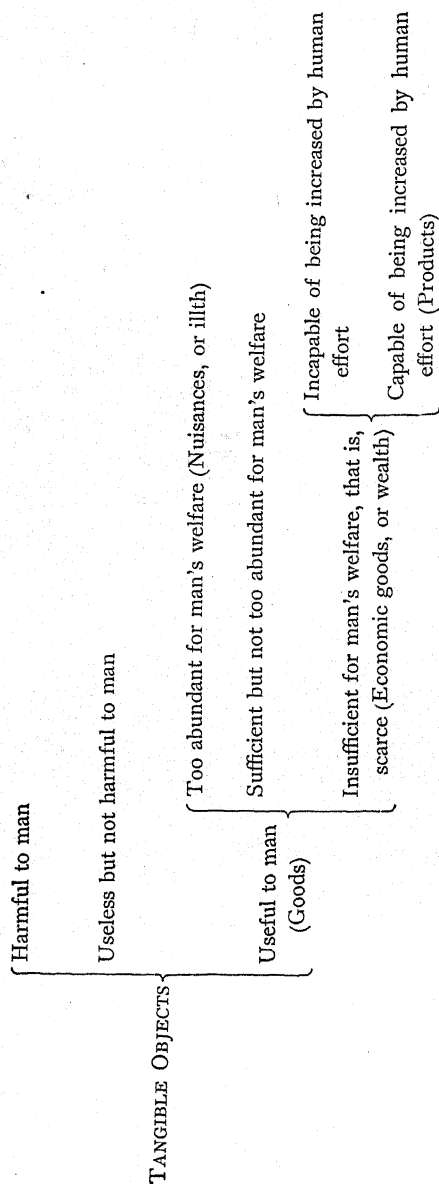 TANGIBLE OBJECTS
Harmful to man
Useless but not harmful to man
Useful to man
(Goods)
Too abundant for man's welfare (Nuisances, or illth)
Sufficient but not too abundant for man's welfare
Insufficient for man's welfare, that is,
scarce (Economic goods, or wealth)
Incapable of being increased by human
effort
Capable of being increased by human
effort (Products)